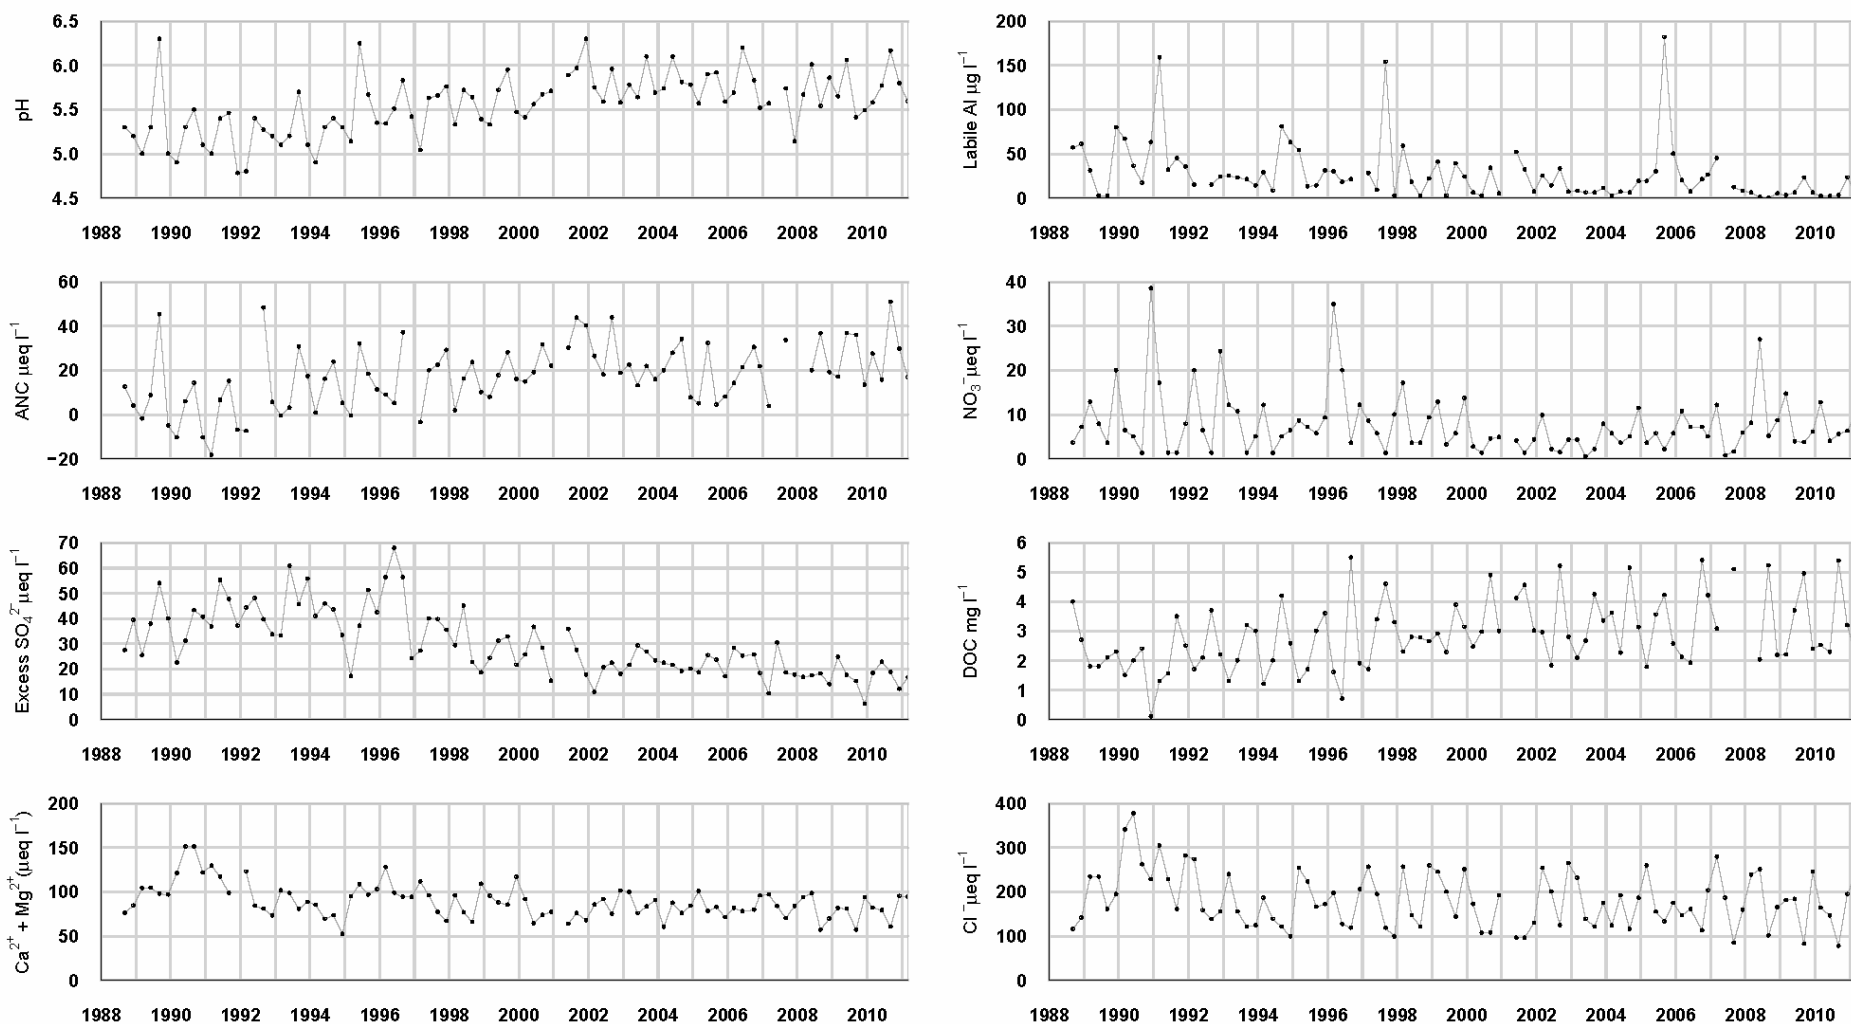 pH
6.5
6.0
5.5
5.0
4.5
1988 1990 1992 1994 1996 1998 2000 2002 2004 2006 2008 2010
Labile Al µg l⁻¹
200
150
100
50
0
1988 1990 1992 1994 1996 1998 2000 2002 2004 2006 2008 2010
ANC µeq l⁻¹
60
40
20
0
−20
1988 1990 1992 1994 1996 1998 2000 2002 2004 2006 2008 2010
NO₃⁻ µeq l⁻¹
40
30
20
10
0
1988 1990 1992 1994 1996 1998 2000 2002 2004 2006 2008 2010
Excess SO₄²⁻ µeq l⁻¹
70
60
50
40
30
20
10
0
1988 1990 1992 1994 1996 1998 2000 2002 2004 2006 2008 2010
DOC mg l⁻¹
6
5
4
3
2
1
0
1988 1990 1992 1994 1996 1998 2000 2002 2004 2006 2008 2010
Ca²⁺ + Mg²⁺ (µeq l⁻¹)
200
150
100
50
0
1988 1990 1992 1994 1996 1998 2000 2002 2004 2006 2008 2010
Cl⁻ µeq l⁻¹
400
300
200
100
0
1988 1990 1992 1994 1996 1998 2000 2002 2004 2006 2008 2010